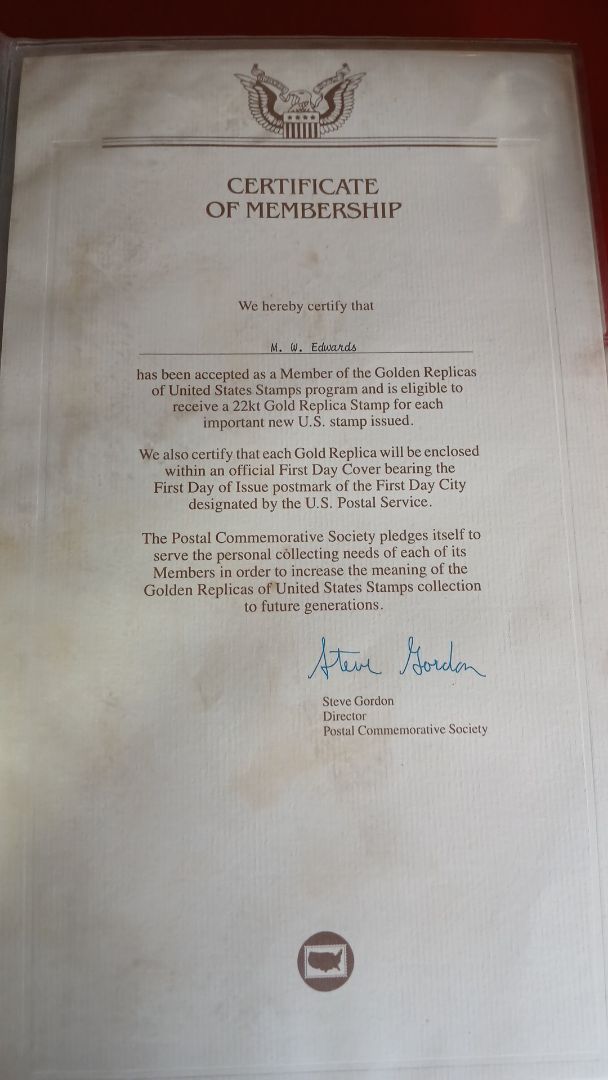 CERTIFICATE
OF MEMBERSHIP
We hereby certify that
M. W. Edwards
has been accepted as a Member of the Golden Replicas
of United States Stamps program and is eligible to
receive a 22kt Gold Replica Stamp for each
important new U.S. stamp issued.
We also certify that each Gold Replica will be enclosed
within an official First Day Cover bearing the
First Day of Issue postmark of the First Day City
designated by the U.S. Postal Service.
The Postal Commemorative Society pledges itself to
serve the personal collecting needs of each of its
Members in order to increase the meaning of the
Golden Replicas of United States Stamps collection
to future generations.
Steve Gordon
Steve Gordon
Director
Postal Commemorative Society